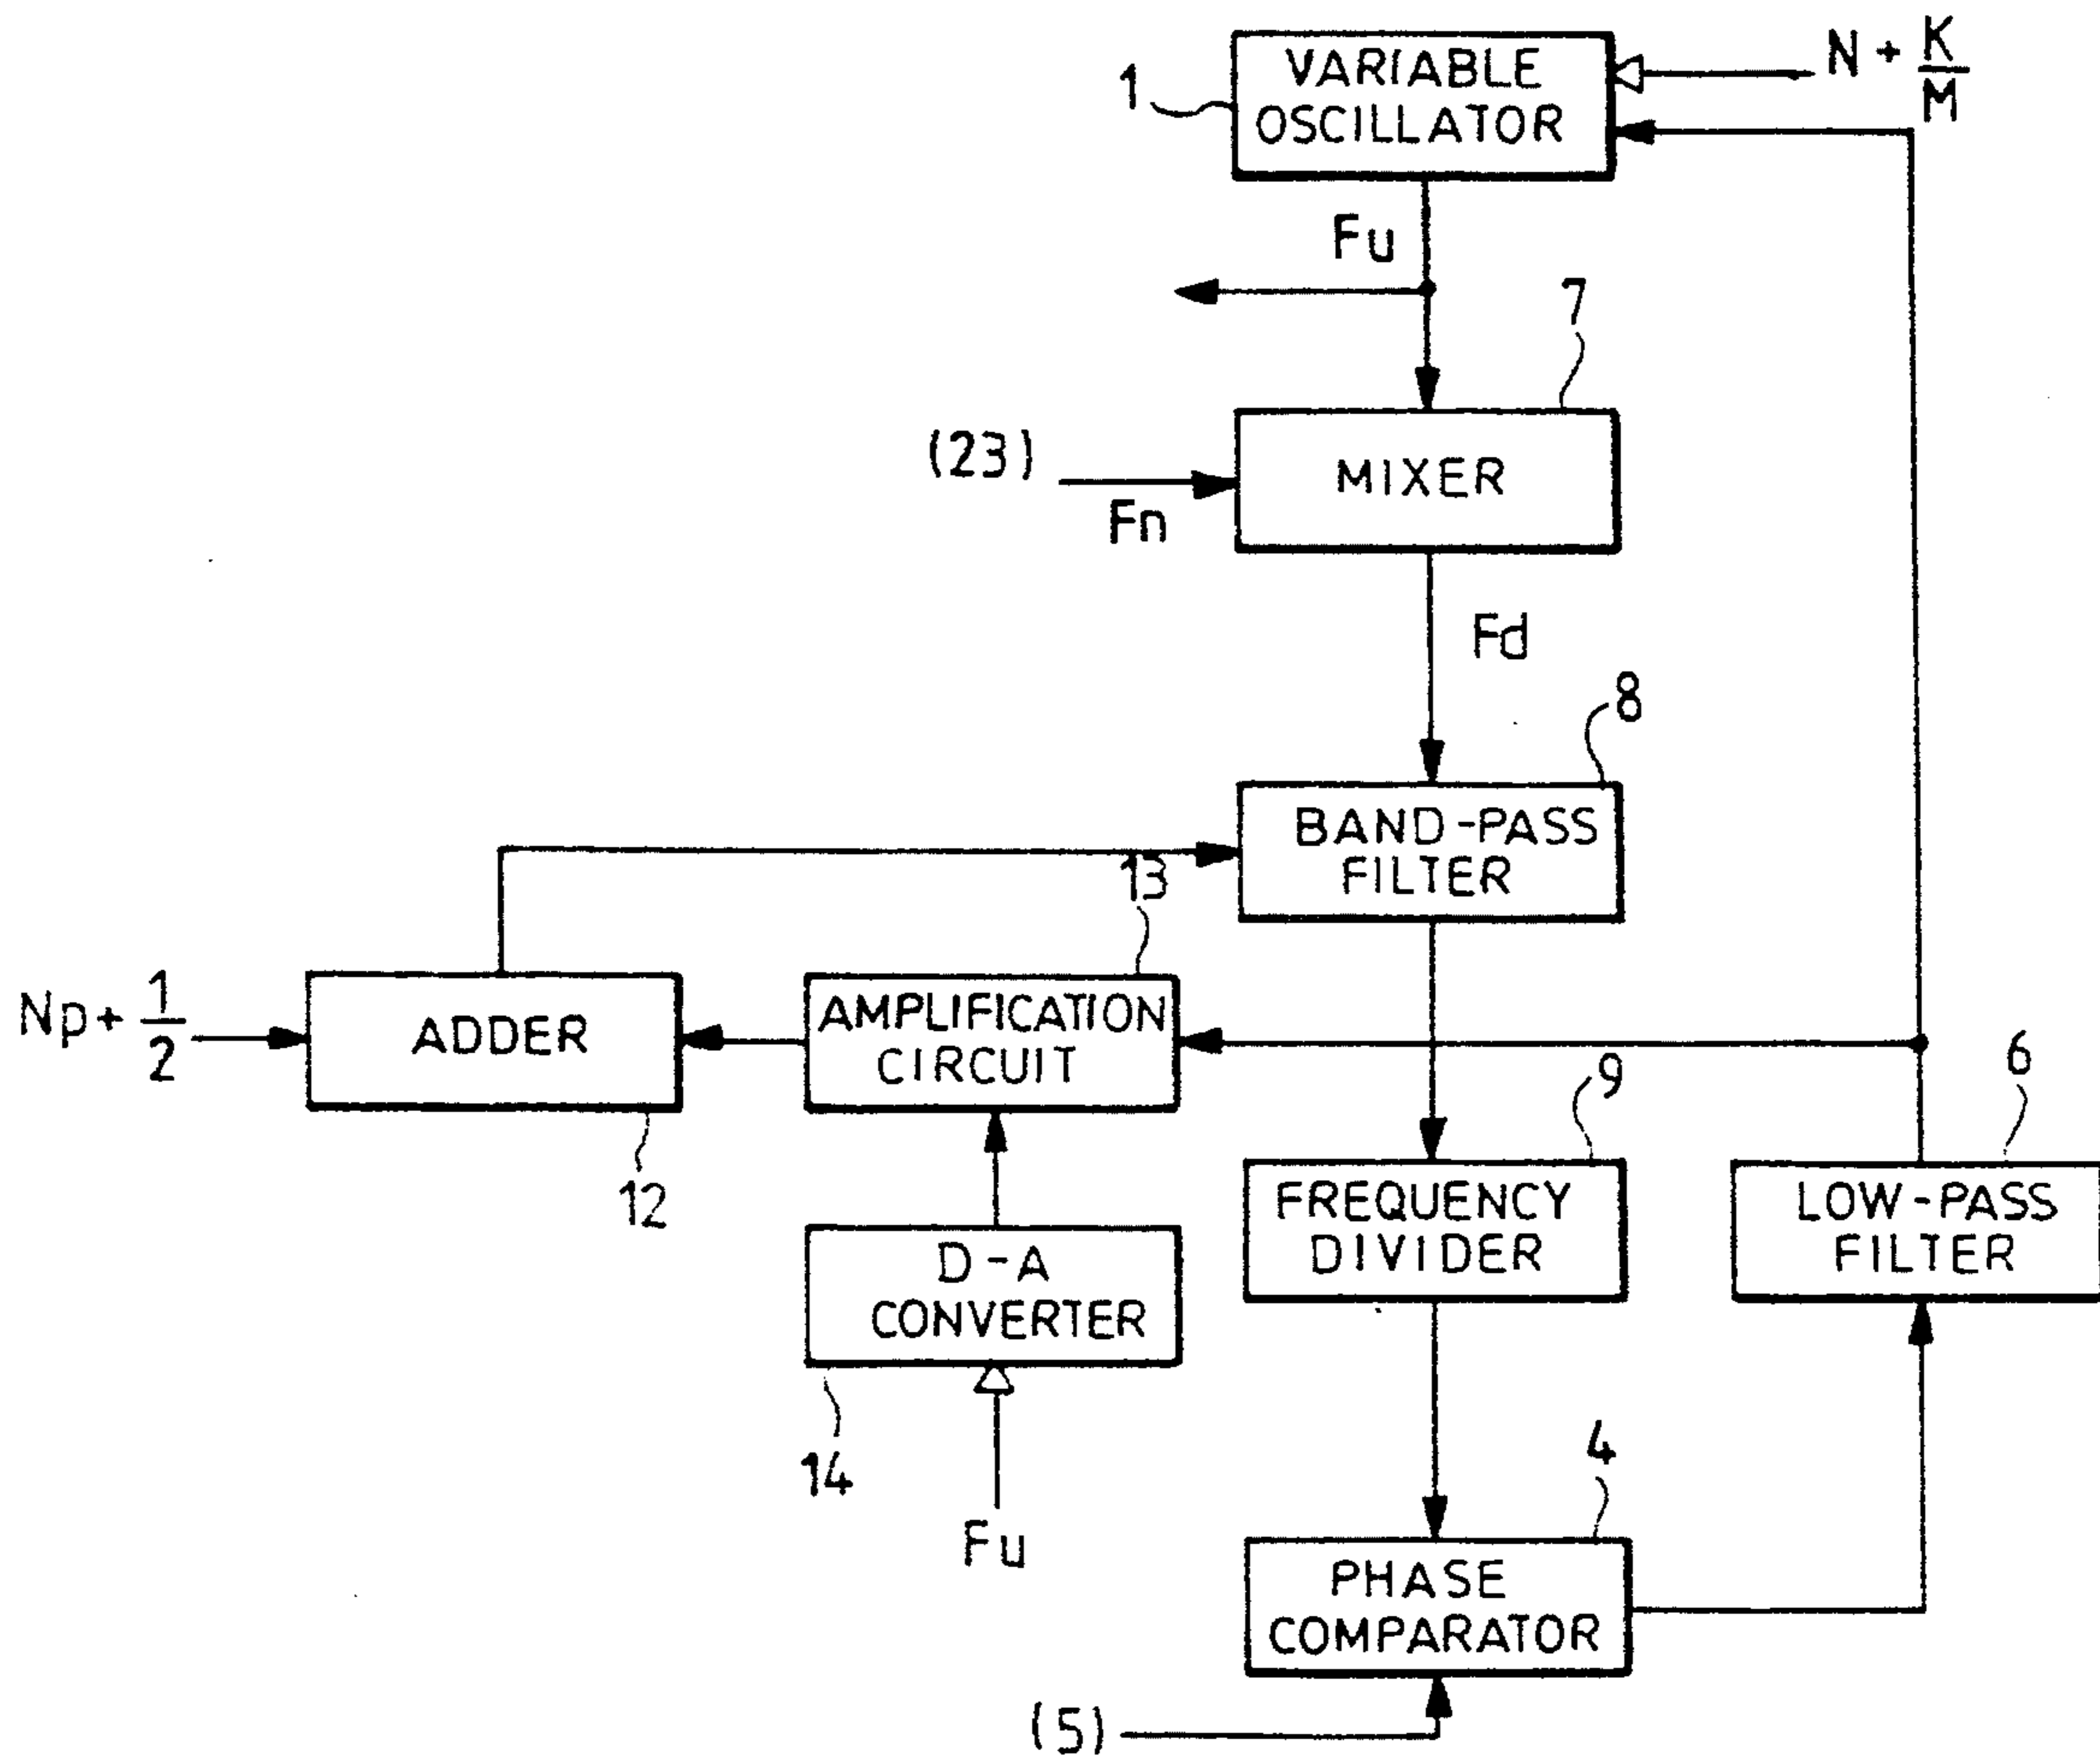 1
VARIABLE
OSCILLATOR
N + K/M
Fu
7
(23)
Fn
MIXER
Fd
8
BAND-PASS
FILTER
13
Np + 1/2
ADDER
12
AMPLIFICATION
CIRCUIT
9
6
FREQUENCY
DIVIDER
LOW-PASS
FILTER
D-A
CONVERTER
14
Fu
4
PHASE
COMPARATOR
(5)